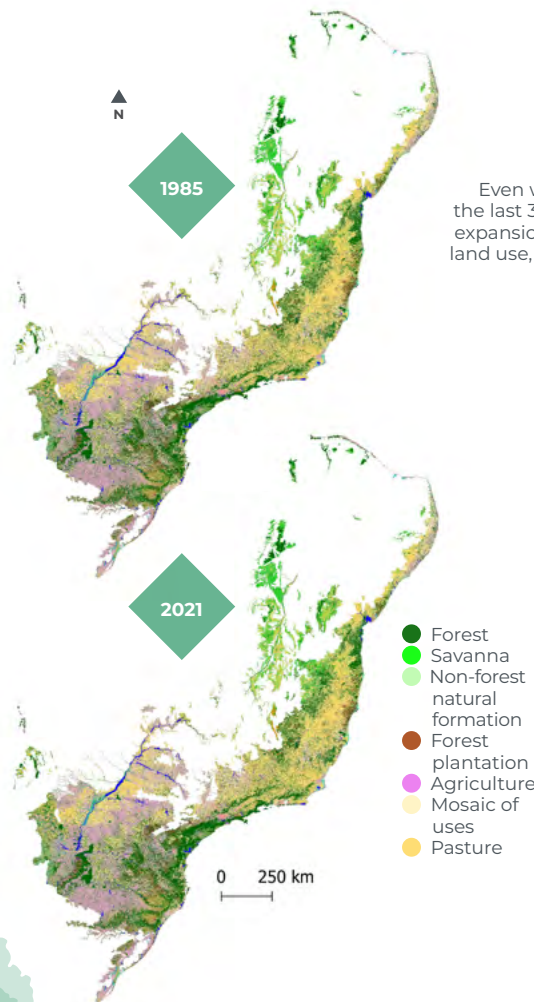 N
1985
Even
the last 3
expansio
land use,
2021
Forest
Savanna
Non-forest
natural
formation
Forest
plantation
Agriculture
Mosaic of
uses
Pasture
0 250 km